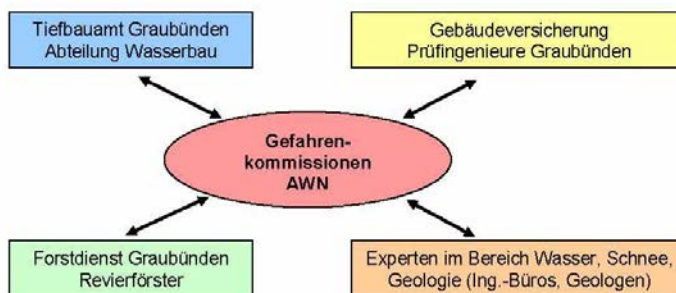 Tiefbauamt Graubünden
Abteilung Wasserbau
Gebäudeversicherung
Prüfingenieure Graubünden
Gefahren-
kommissionen
AWN
Forstdienst Graubünden
Revierförster
Experten im Bereich Wasser, Schnee,
Geologie (Ing.-Büros, Geologen)